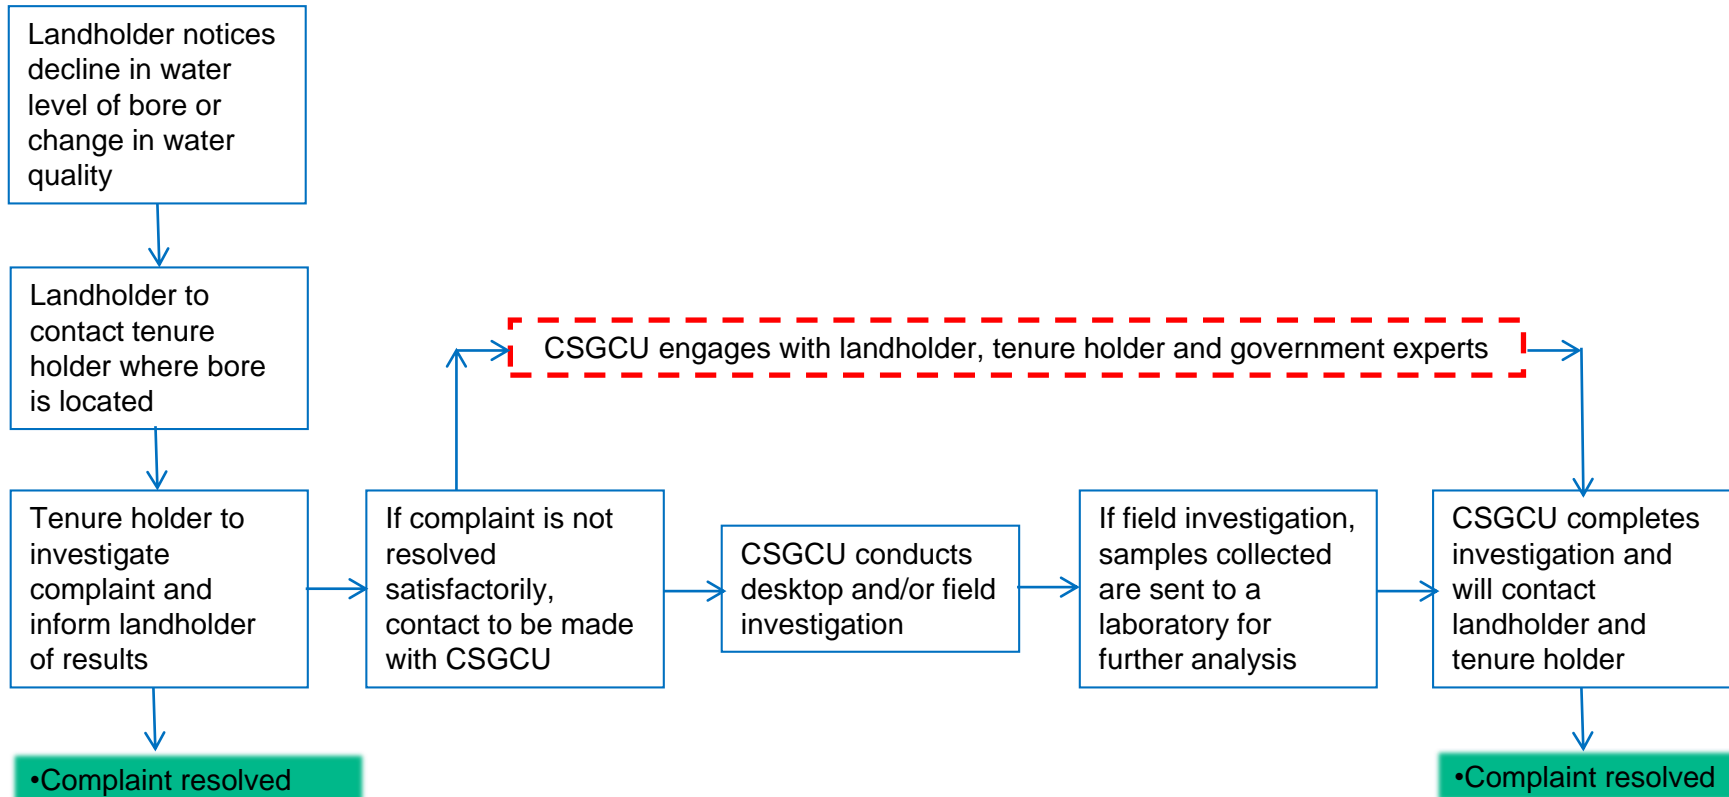 Landholder notices
decline in water
level of bore or
change in water
quality
Landholder to
contact tenure
holder where bore
is located
CSGCU engages with landholder, tenure holder and government experts
Tenure holder to
investigate
complaint and
inform landholder
of results
If complaint is not
resolved
satisfactorily,
contact to be made
with CSGCU
CSGCU conducts
desktop and/or field
investigation
If field investigation,
samples collected
are sent to a
laboratory for
further analysis
CSGCU completes
investigation and
will contact
landholder and
tenure holder
•Complaint resolved
•Complaint resolved